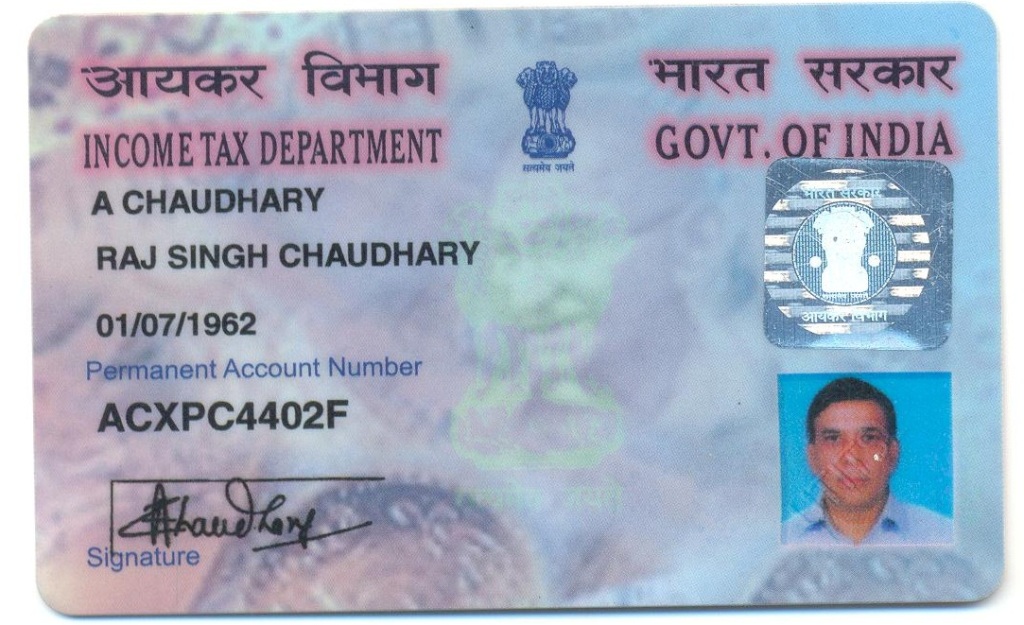 आयकर विभाग
भारत सरकार
INCOME TAX DEPARTMENT
GOVT. OF INDIA
सत्यमेव जयते
A CHAUDHARY
भारत सरकार
RAJ SINGH CHAUDHARY
01/07/1962
आयकर विभाग
Permanent Account Number
ACXPC4402F
सत्यमेव जयते
AChaudhary
Signature